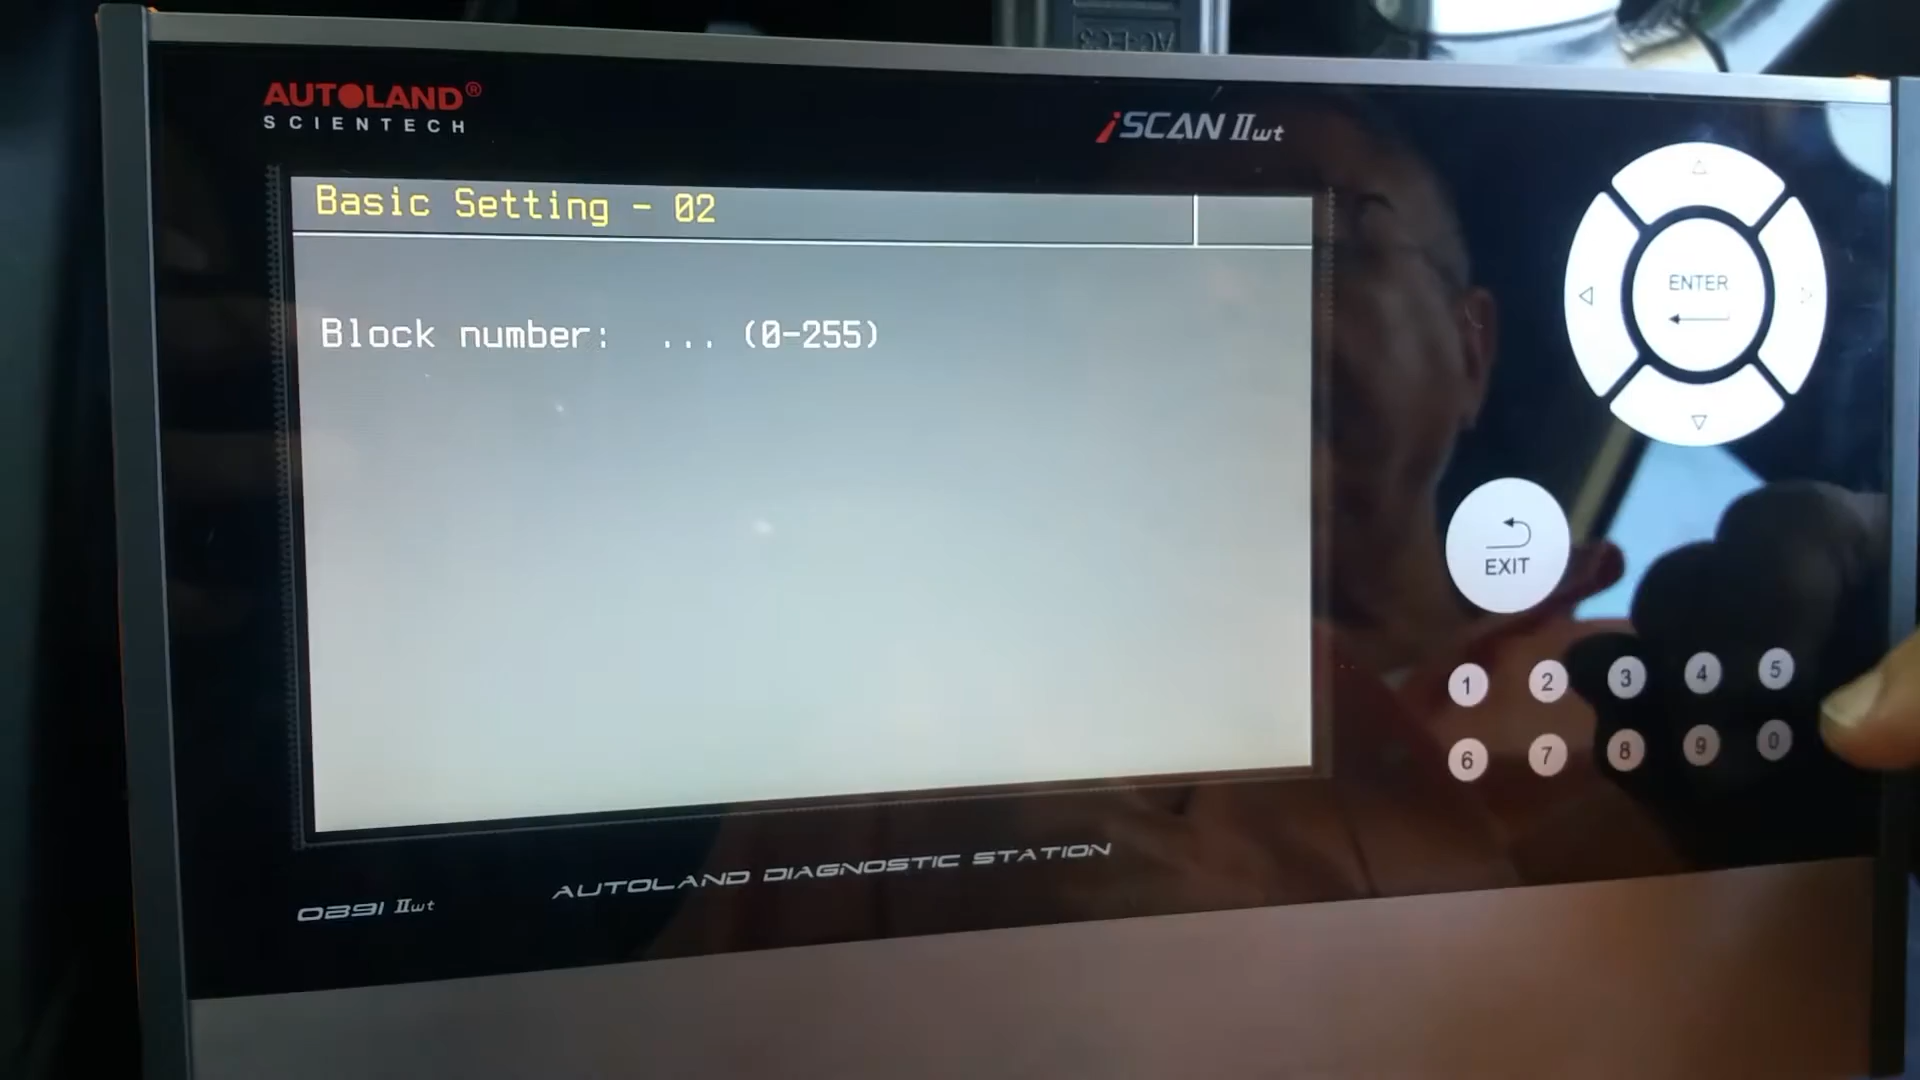 AUTOLAND®
SCIENTECH
iSCAN IIwt
Basic Setting - 02
Block number: ... (0-255)
ENTER
EXIT
1 2 3 4 5
6 7 8 9 0
OB91 IIwt
AUTOLAND DIAGNOSTIC STATION